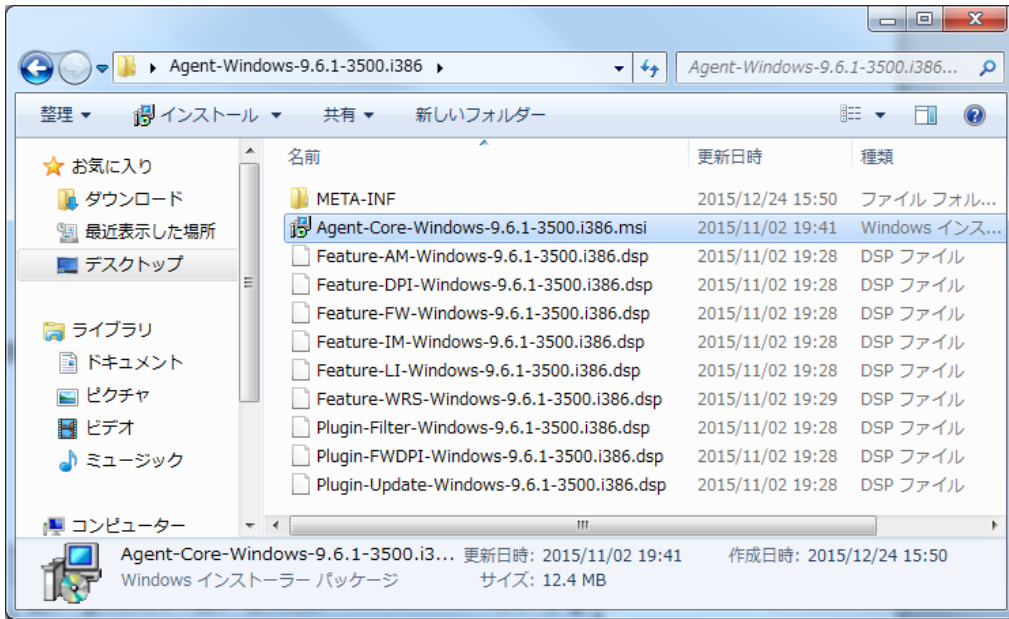 Agent-Windows-9.6.1-3500.i386
Agent-Windows-9.6.1-3500.i386...
整理 インストール 共有 新しいフォルダー
お気に入り
ダウンロード
最近表示した場所
デスクトップ
ライブラリ
ドキュメント
ピクチャ
ビデオ
ミュージック
コンピューター
名前 更新日時 種類
META-INF 2015/12/24 15:50 ファイル フォル...
Agent-Core-Windows-9.6.1-3500.i386.msi 2015/11/02 19:41 Windows インス...
Feature-AM-Windows-9.6.1-3500.i386.dsp 2015/11/02 19:28 DSP ファイル
Feature-DPI-Windows-9.6.1-3500.i386.dsp 2015/11/02 19:28 DSP ファイル
Feature-FW-Windows-9.6.1-3500.i386.dsp 2015/11/02 19:28 DSP ファイル
Feature-IM-Windows-9.6.1-3500.i386.dsp 2015/11/02 19:28 DSP ファイル
Feature-LI-Windows-9.6.1-3500.i386.dsp 2015/11/02 19:28 DSP ファイル
Feature-WRS-Windows-9.6.1-3500.i386.dsp 2015/11/02 19:29 DSP ファイル
Plugin-Filter-Windows-9.6.1-3500.i386.dsp 2015/11/02 19:28 DSP ファイル
Plugin-FWDPI-Windows-9.6.1-3500.i386.dsp 2015/11/02 19:28 DSP ファイル
Plugin-Update-Windows-9.6.1-3500.i386.dsp 2015/11/02 19:28 DSP ファイル
Agent-Core-Windows-9.6.1-3500.i3... 更新日時: 2015/11/02 19:41 作成日時: 2015/12/24 15:50
Windows インストーラー パッケージ サイズ: 12.4 MB